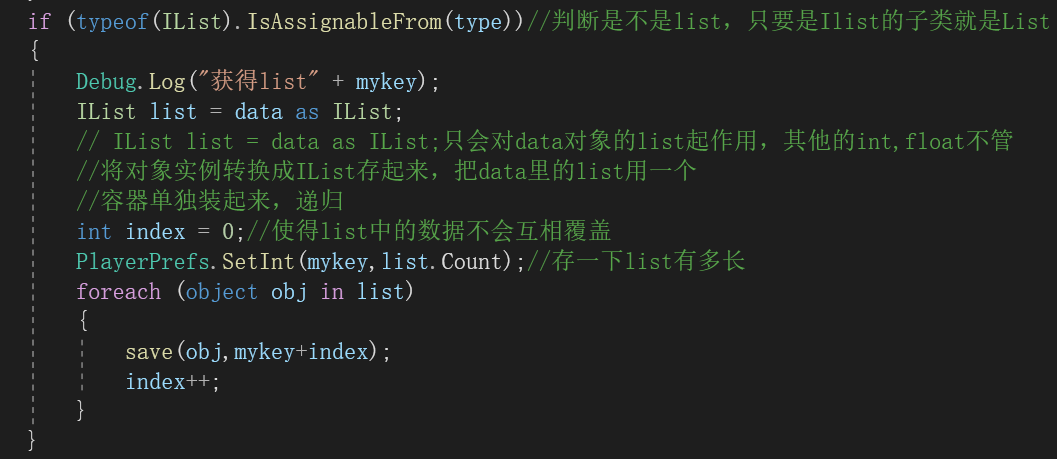 if (typeof(IList).IsAssignableFrom(type))//判断是不是list，只要是Ilist的子类就是List
{
Debug.Log("获得list" + mykey);
IList list = data as IList;
// IList list = data as IList;只会对data对象的list起作用，其他的int,float不管
//将对象实例转换成IList存起来，把data里的list用一个
//容器单独装起来，递归
int index = 0;//使得list中的数据不会互相覆盖
PlayerPrefs.SetInt(mykey,list.Count);//存一下list有多长
foreach (object obj in list)
{
save(obj,mykey+index);
index++;
}
}